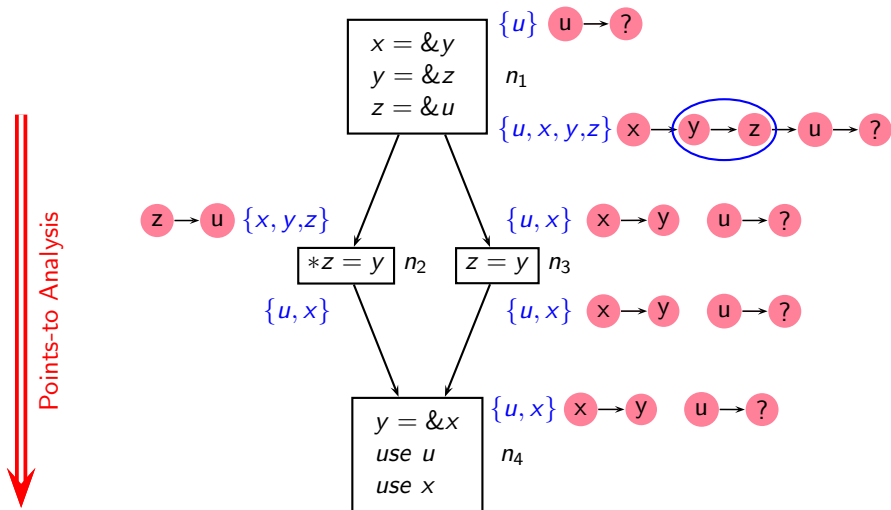 {u} u ?
x = &y
y = &z n1
z = &u
{u, x, y,z} x y z u ?
Points-to Analysis
z u {x, y,z}
{u, x} x y u ?
*z = y n2
z = y n3
{u, x}
{u, x} x y u ?
{u, x} x y u ?
y = &x
use u n4
use x